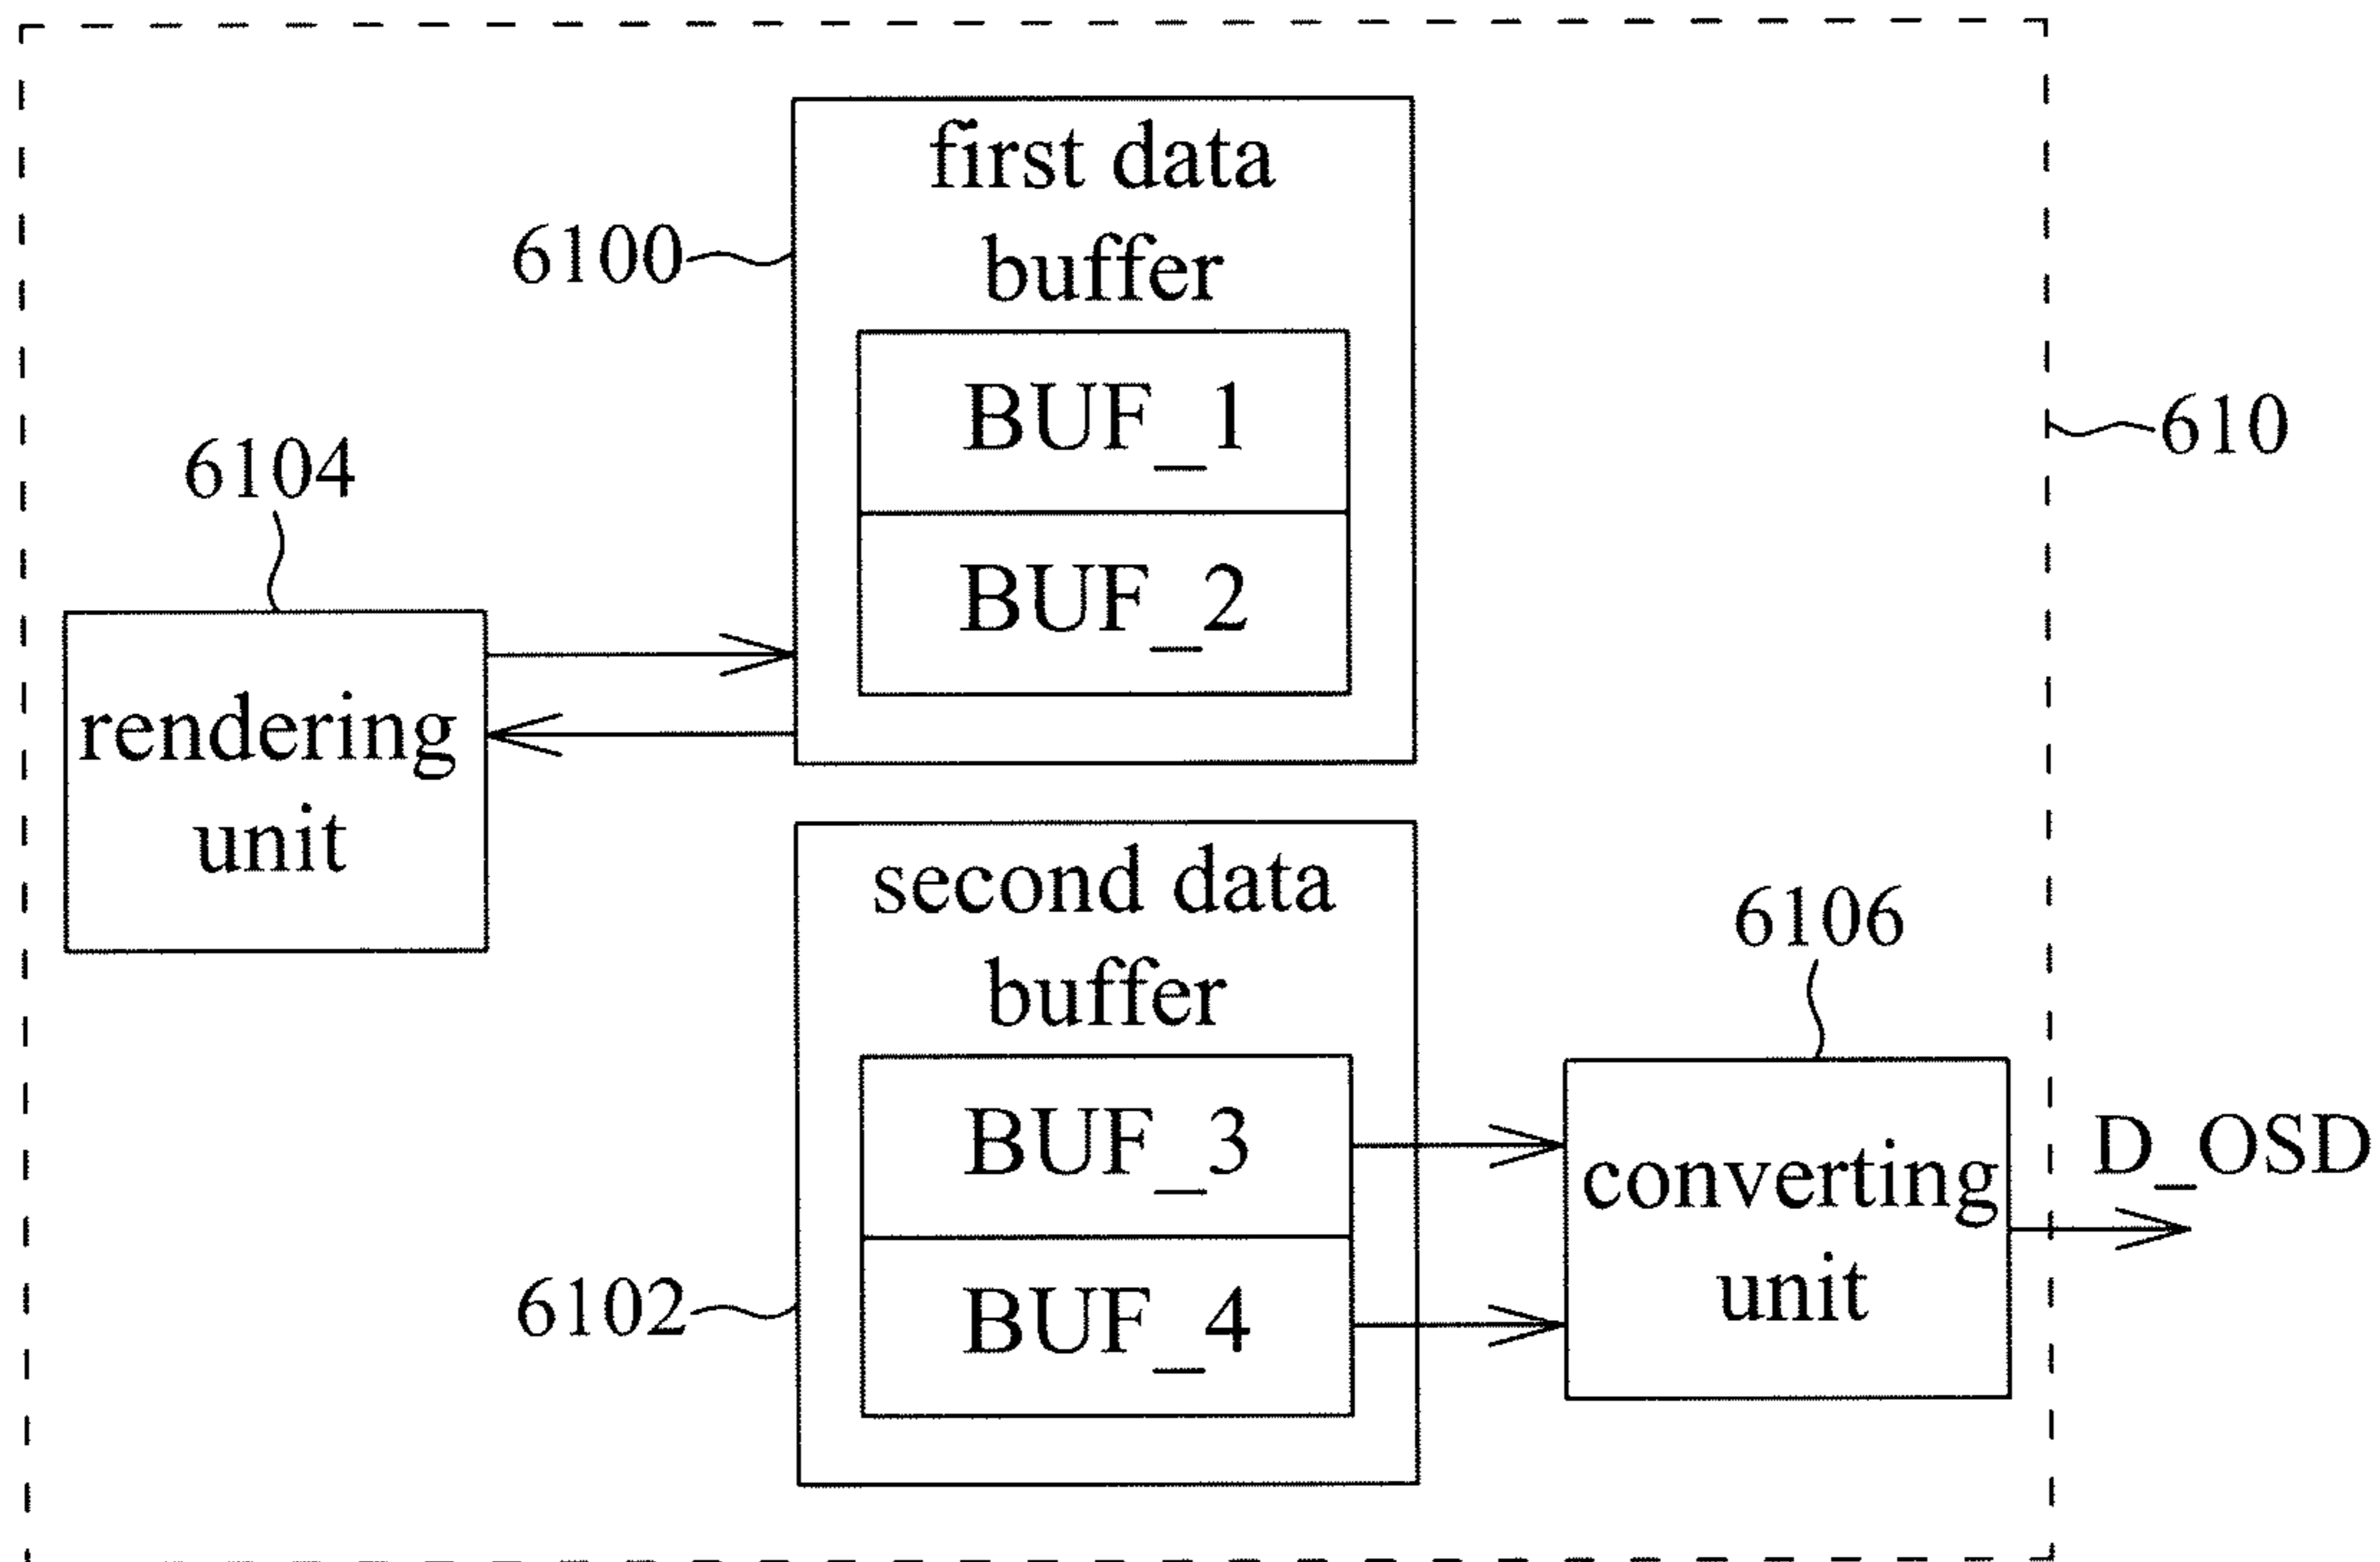 first data
buffer
6100
BUF_1
610
6104
BUF_2
rendering
unit
second data
buffer
6106
BUF_3
D_OSD
converting
unit
6102
BUF_4